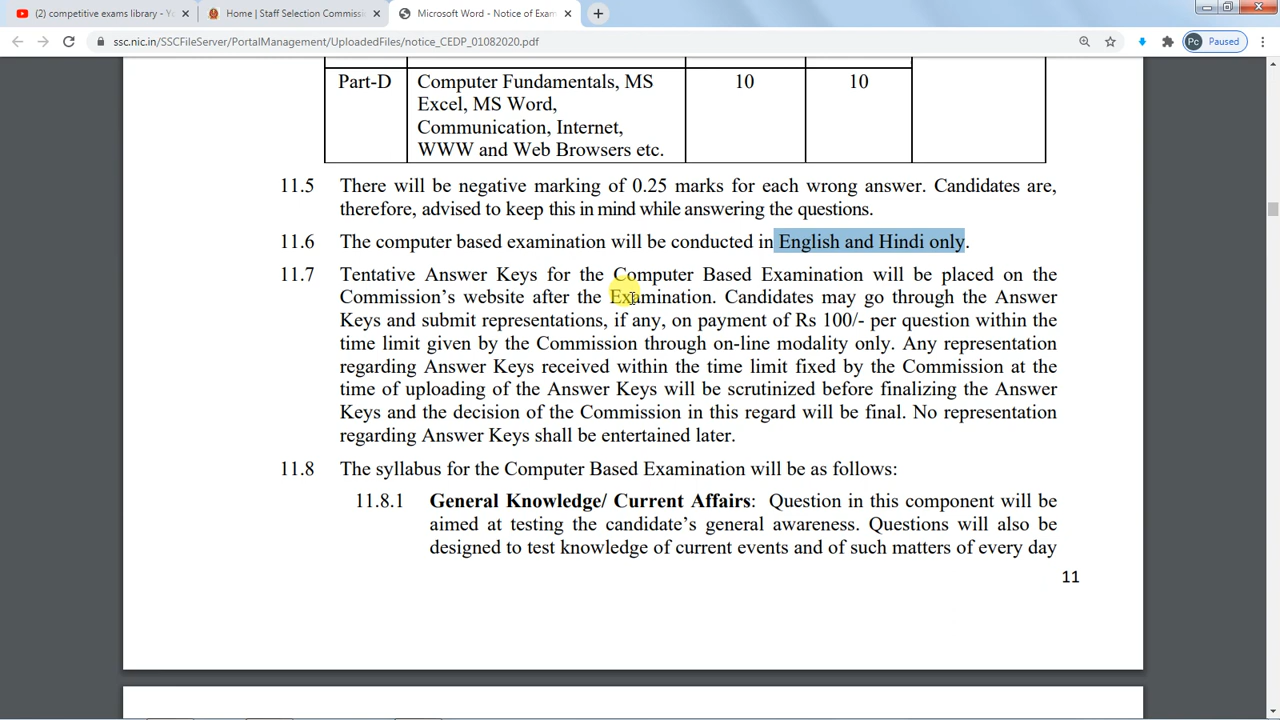 (2) competitive exams library - Y
Home | Staff Selection Commissi
Microsoft Word - Notice of Exam
ssc.nic.in/SSCFileServer/PortalManagement/UploadedFiles/notice_CEDP_01082020.pdf
Pc Paused
Part-D Computer Fundamentals, MS 10 10
Excel, MS Word,
Communication, Internet,
WWW and Web Browsers etc.
11.5 There will be negative marking of 0.25 marks for each wrong answer. Candidates are,
therefore, advised to keep this in mind while answering the questions.
11.6 The computer based examination will be conducted in English and Hindi only.
11.7 Tentative Answer Keys for the Computer Based Examination will be placed on the
Commission's website after the Examination. Candidates may go through the Answer
Keys and submit representations, if any, on payment of Rs 100/- per question within the
time limit given by the Commission through on-line modality only. Any representation
regarding Answer Keys received within the time limit fixed by the Commission at the
time of uploading of the Answer Keys will be scrutinized before finalizing the Answer
Keys and the decision of the Commission in this regard will be final. No representation
regarding Answer Keys shall be entertained later.
11.8 The syllabus for the Computer Based Examination will be as follows:
11.8.1 General Knowledge/ Current Affairs: Question in this component will be
aimed at testing the candidate's general awareness. Questions will also be
designed to test knowledge of current events and of such matters of every day
11